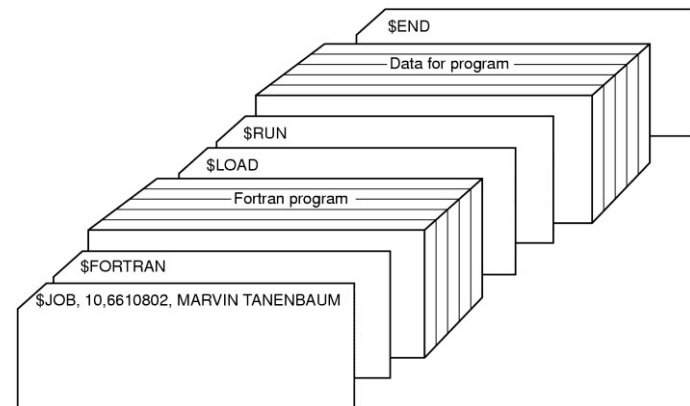 $END
Data for program
$RUN
$LOAD
Fortran program
$FORTRAN
$JOB, 10,6610802, MARVIN TANENBAUM